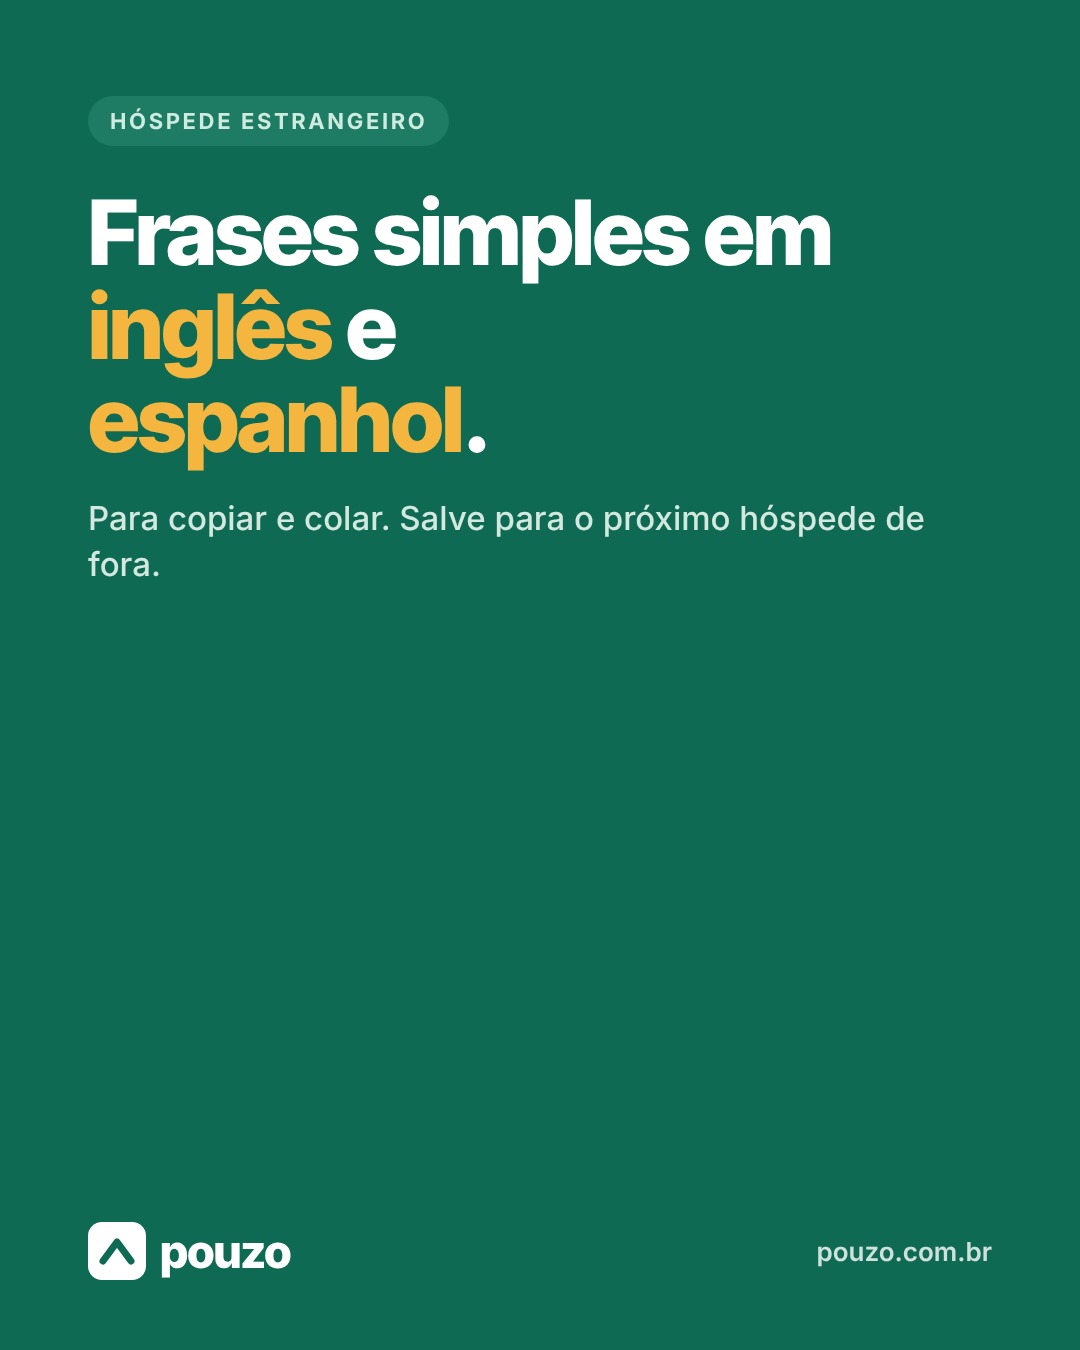 HÓSPEDE ESTRANGEIRO
Frases simples em
inglês e
espanhol.
Para copiar e colar. Salve para o próximo hóspede de
fora.
pouzo
pouzo.com.br